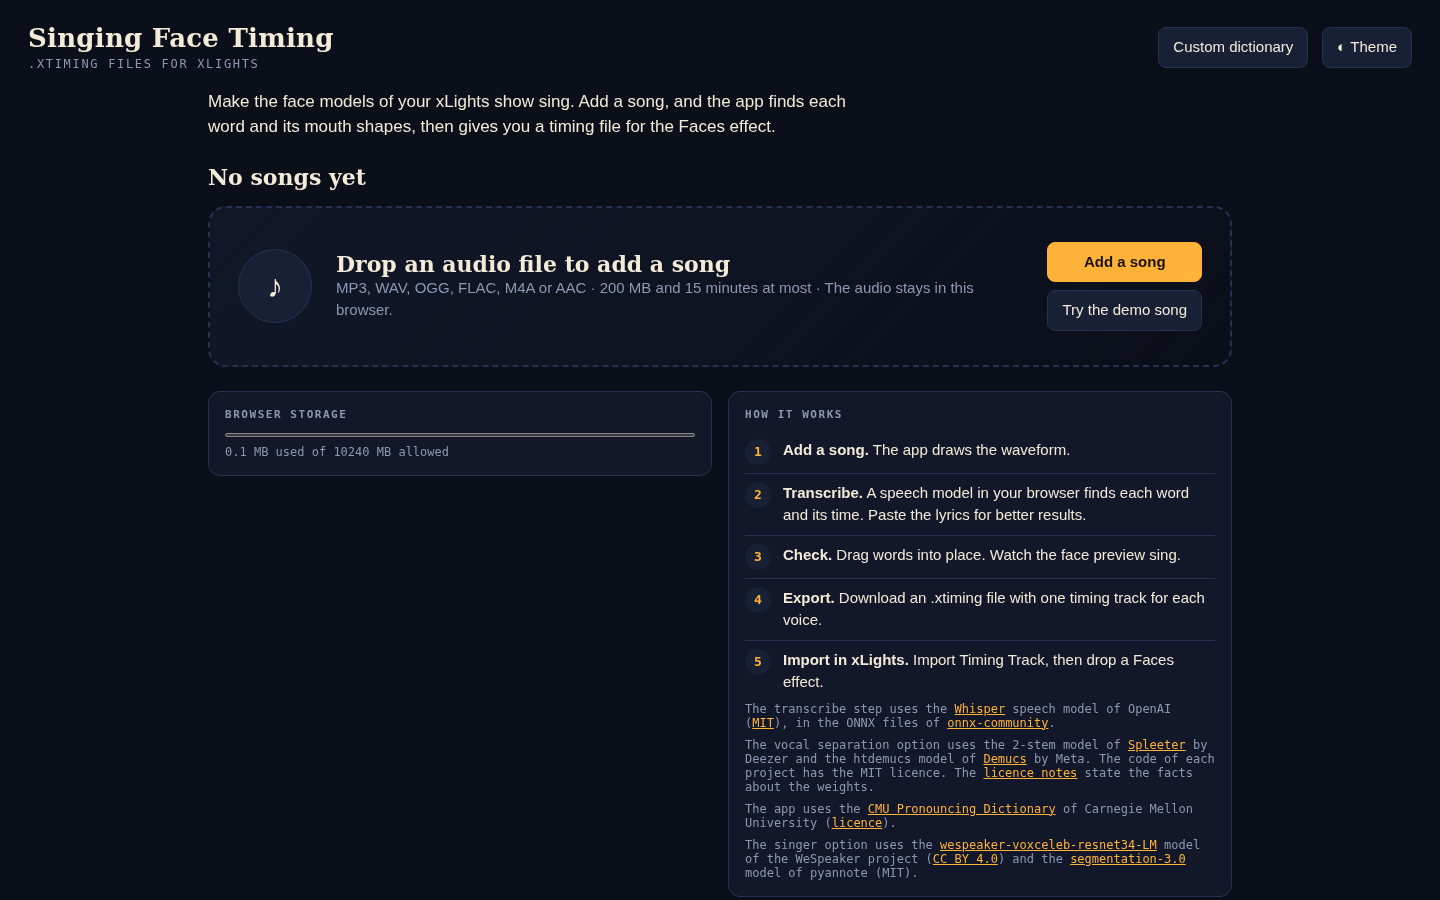 Singing Face Timing
.XTIMING FILES FOR XLIGHTS
Custom dictionary
Theme
Make the face models of your xLights show sing. Add a song, and the app finds each
word and its mouth shapes, then gives you a timing file for the Faces effect.
No songs yet
♪
Drop an audio file to add a song
MP3, WAV, OGG, FLAC, M4A or AAC · 200 MB and 15 minutes at most · The audio stays in this
browser.
Add a song
Try the demo song
BROWSER STORAGE
0.1 MB used of 10240 MB allowed
HOW IT WORKS
1 Add a song. The app draws the waveform.
2 Transcribe. A speech model in your browser finds each word
and its time. Paste the lyrics for better results.
3 Check. Drag words into place. Watch the face preview sing.
4 Export. Download an .xtiming file with one timing track for each
voice.
5 Import in xLights. Import Timing Track, then drop a Faces
effect.
The transcribe step uses the Whisper speech model of OpenAI
(MIT), in the ONNX files of onnx-community.
The vocal separation option uses the 2-stem model of Spleeter by
Deezer and the htdemucs model of Demucs by Meta. The code of each
project has the MIT licence. The licence notes state the facts
about the weights.
The app uses the CMU Pronouncing Dictionary of Carnegie Mellon
University (licence).
The singer option uses the wespeaker-voxceleb-resnet34-LM model
of the WeSpeaker project (CC BY 4.0) and the segmentation-3.0
model of pyannote (MIT).